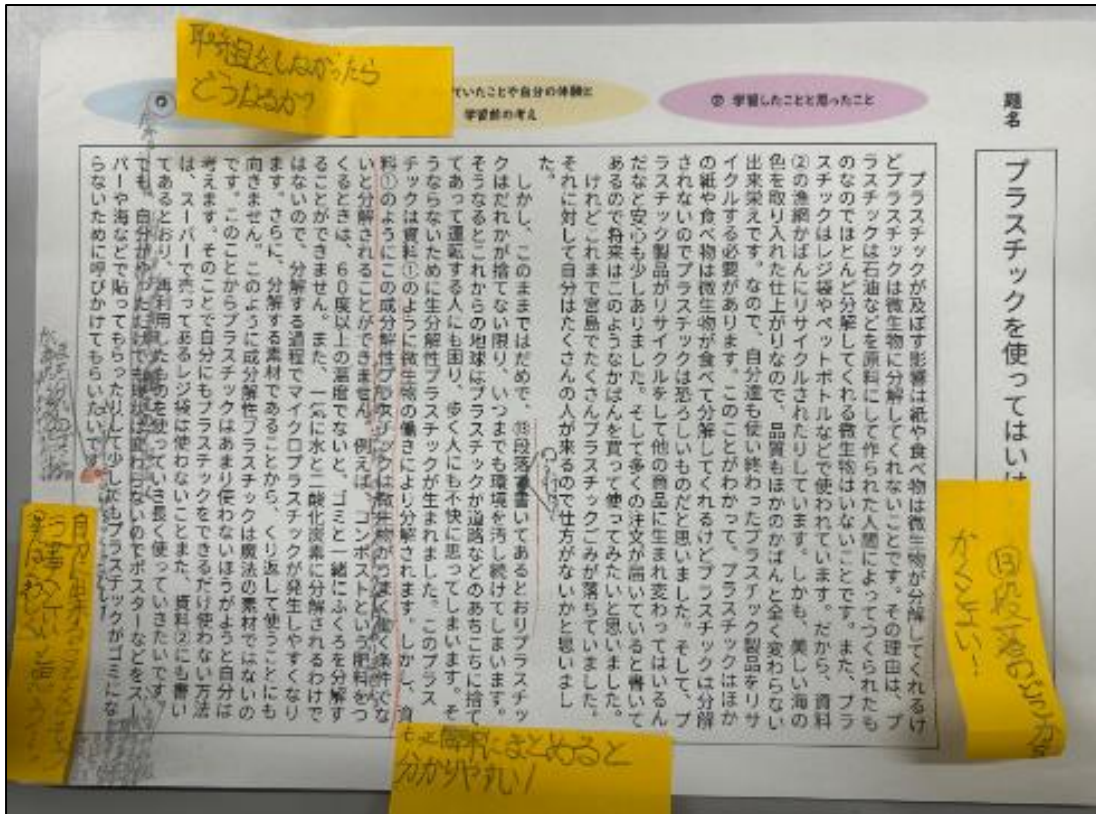 題名
プラスチックを使ってはいけ
② 学習したことと思ったこと
ていたことや自分の体験と
学習前の考え
取組をしなかったら
どうなるか?
プラスチックが及ぼす影響は紙や食べ物は微生物が分解してくれるけ
どプラスチックは微生物に分解してくれないことです。その理由は、プ
ラスチックは石油などを原料にして作られた人間によってつくられたも
のなのでほとんど分解してくれる微生物はいないことです。また、プラ
スチックはレジ袋やペットボトルなどで使われています。だから、資料
②の漁網かばんにリサイクルされたりしています。しかも、美しい海の
色を取り入れた仕上がりなので、品質もほかのかばんと全く変わらない
出来栄えです。なので、自分達も使い終わったプラスチック製品をリサ
イクルする必要があります。このことがわかって、プラスチックはほか
の紙や食べ物は微生物が食べて分解してくれるけどプラスチックは分解
されないのでプラスチックは恐ろしいものだと思いました。そして、プ
ラスチック製品がリサイクルをして他の商品に生まれ変わってはいるん
だなと安心も少しありました。そして多くの注文が届いていると書いて
あるので将来はこのようなかばんを買って使ってみたいと思いました。
けれどこれまで宮島でたくさんプラスチックごみが落ちていました。
それに対して自分はたくさんの人が来るので仕方がないかと思いまし
た。
しかし、このままではだめで、⑬段落書いてあるとおりプラスチッ
クはだれかが捨てない限り、いつまでも環境を汚し続けてしまいます。
そうなるとこれからの地球はプラスチックが道路などのあちこちに捨て
てあって運転する人にも困り、歩く人にも不快に思ってしまいます。そ
うならないために生分解性プラスチックが生まれました。このプラス
チックは資料①のように微生物の働きにより分解されます。しかし、資
料①のようにこの成分解性プラスチックは微生物がうまく働く条件でな
いと分解されることができません。例えば、コンポストという肥料をつ
くるときは、60度以上の温度でないと、ゴミと一緒にふくろを分解す
ることができません。また、一気に水と二酸化炭素に分解されるわけで
はないので、分解する過程でマイクロプラスチックが発生しやすくなり
ます。さらに、分解する素材であることから、くり返して使うことにも
向きません。このように成分解性プラスチックは魔法の素材ではないの
です。このことからプラスチックはあまり使わないほうがようと自分は
考えます。そのことで自分にもプラスチックをできるだけ使わない方法
は、スーパーで売ってあるレジ袋は使わないことまた、資料②にも書い
てあるとおり、再利用したものを使っていき長く使っていきたいです。
でも、自分がやっただけでも地球は変わらないのでポスターなどをスー
パーや海などで貼ってもらったりして少しでもプラスチックがゴミにな
らないために呼びかけてもらいたいです。
かくとよい!
にまとめると
分かりやすい!